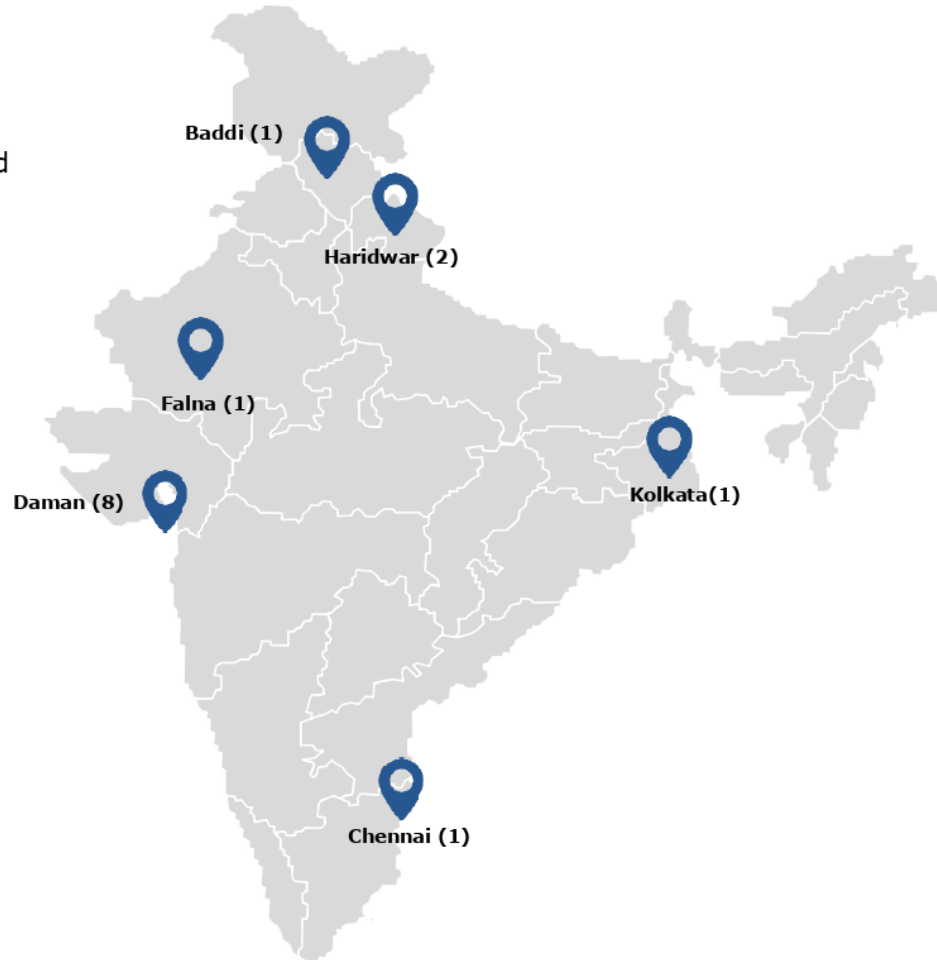 Baddi (1)
d
Haridwar (2)
Falna (1)
Kolkata(1)
Daman (8)
Chennai (1)